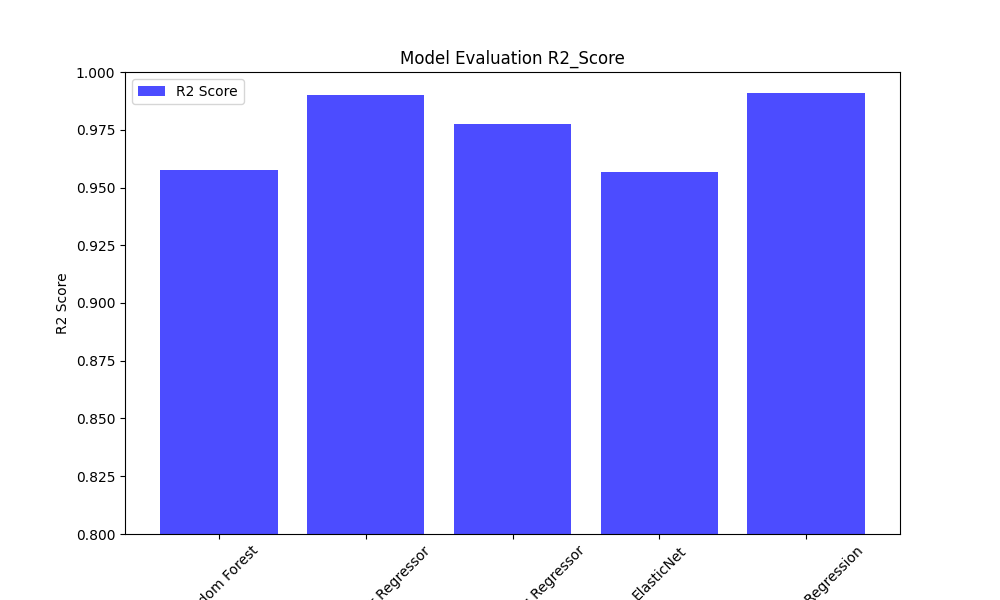 Model Evaluation R2_Score
R2 Score
1.000
0.975
0.950
0.925
0.900
0.875
0.850
0.825
0.800
R2 Score
dom Forest
Regressor
Regressor
ElasticNet
Regression